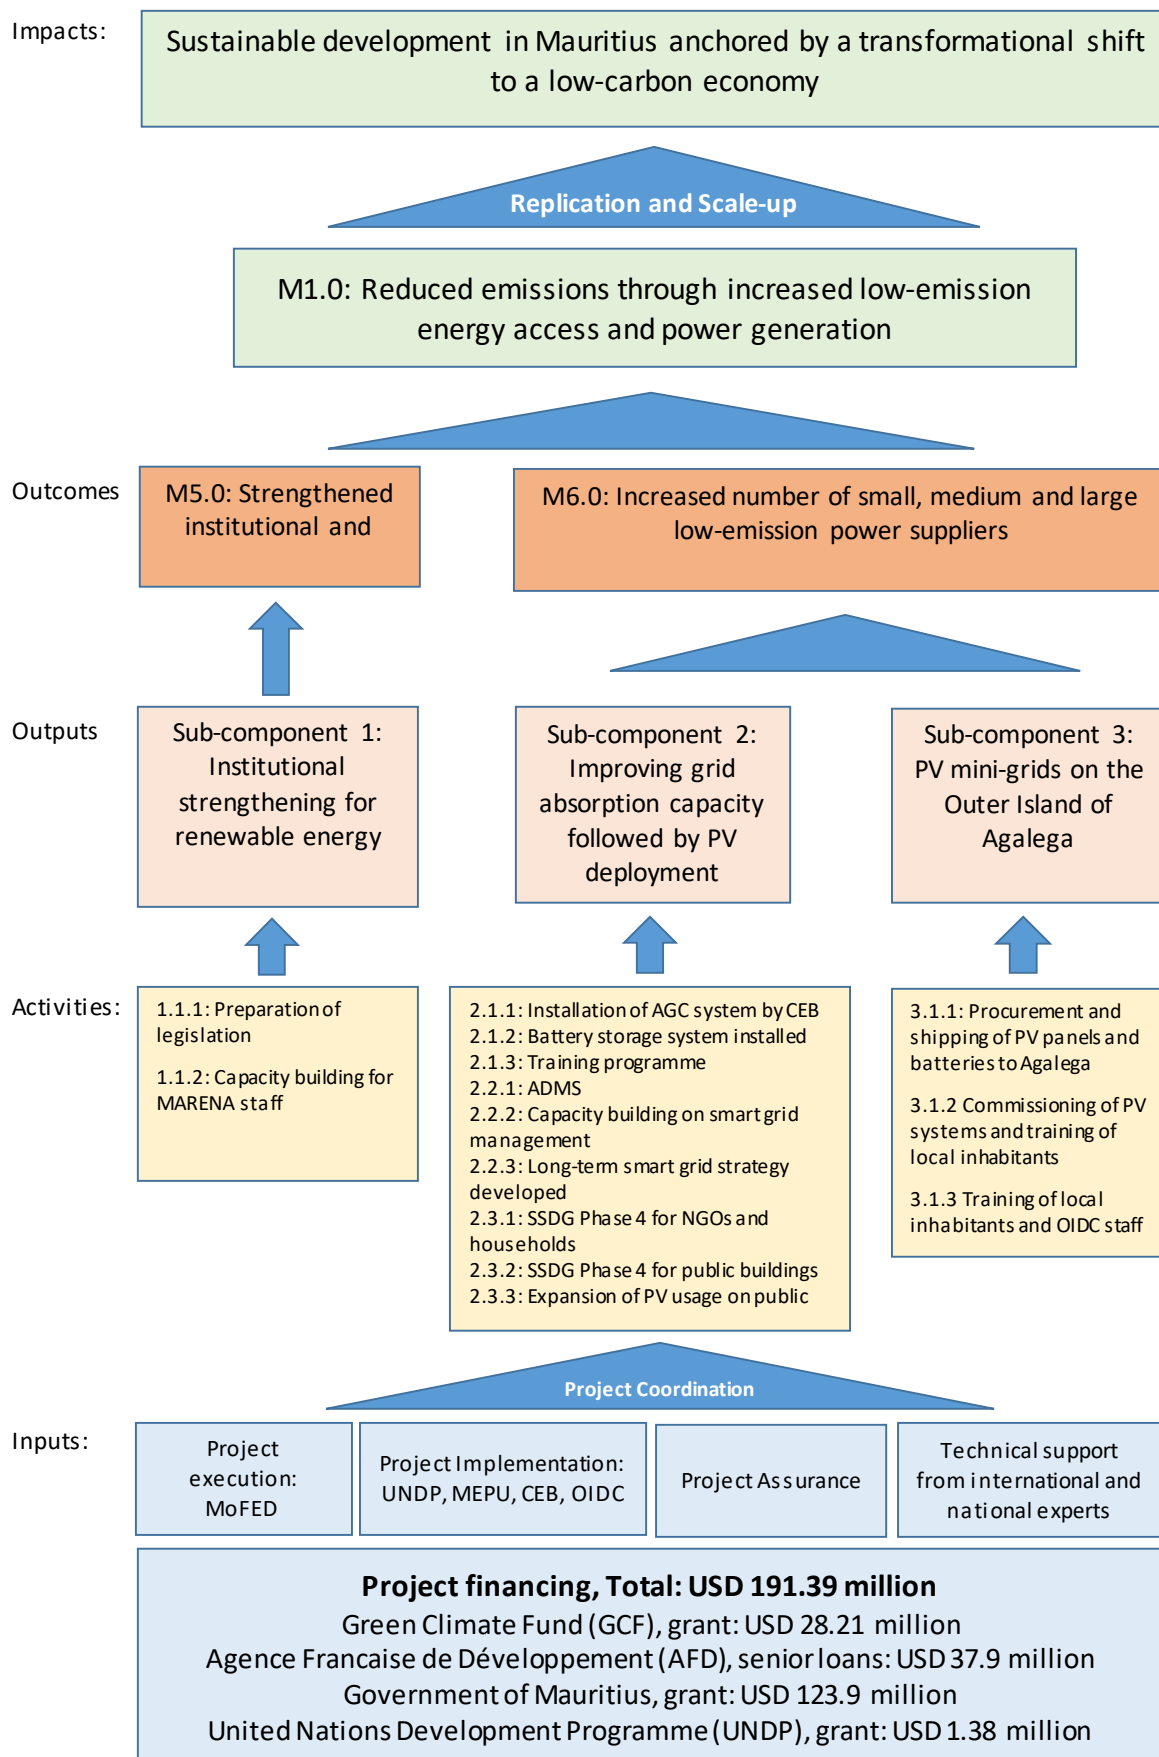 Impacts:
Sustainable development in Mauritius anchored by a transformational shift
to a low-carbon economy
Replication and Scale-up
M1.0: Reduced emissions through increased low-emission
energy access and power generation
Outcomes
M5.0: Strengthened
institutional and
M6.0: Increased number of small, medium and large
low-emission power suppliers
Outputs
Sub-component 1:
Institutional
strengthening for
renewable energy
Sub-component 2:
Improving grid
absorption capacity
followed by PV
deployment
Sub-component 3:
PV mini-grids on the
Outer Island of
Agalega
Activities:
1.1.1: Preparation of
legislation
1.1.2: Capacity building for
MARENA staff
2.1.1: Installation of AGC system by CEB
2.1.2: Battery storage system installed
2.1.3: Training programme
2.2.1: ADMS
2.2.2: Capacity building on smart grid
management
2.2.3: Long-term smart grid strategy
developed
2.3.1: SSDG Phase 4 for NGOs and
households
2.3.2: SSDG Phase 4 for public buildings
2.3.3: Expansion of PV usage on public
3.1.1: Procurement and
shipping of PV panels and
batteries to Agalega
3.1.2 Commissioning of PV
systems and training of
local inhabitants
3.1.3 Training of local
inhabitants and OIDC staff
Project Coordination
Inputs:
Project
execution:
MoFED
Project Implementation:
UNDP, MEPU, CEB, OIDC
Project Assurance
Technical support
from international and
national experts
Project financing, Total: USD 191.39 million
Green Climate Fund (GCF), grant: USD 28.21 million
Agence Francaise de Développement (AFD), senior loans: USD 37.9 million
Government of Mauritius, grant: USD 123.9 million
United Nations Development Programme (UNDP), grant: USD 1.38 million